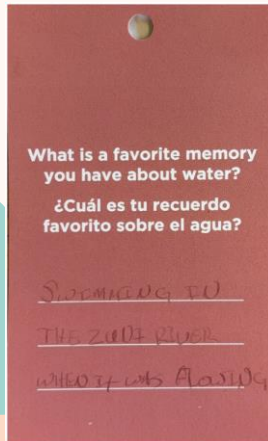 What is a favorite memory
you have about water?
¿Cuál es tu recuerdo
favorito sobre el agua?
SWIMMING IN
THE ZUNI RIVER
WHEN IT WAS FLOWING